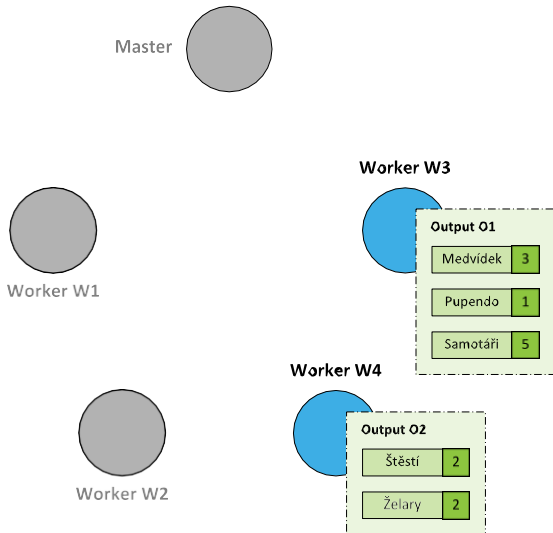 Master
Worker W3
Output O1
Medvídek 3
Pupendo 1
Samotáři 5
Worker W1
Worker W4
Output O2
Štěstí 2
Želary 2
Worker W2